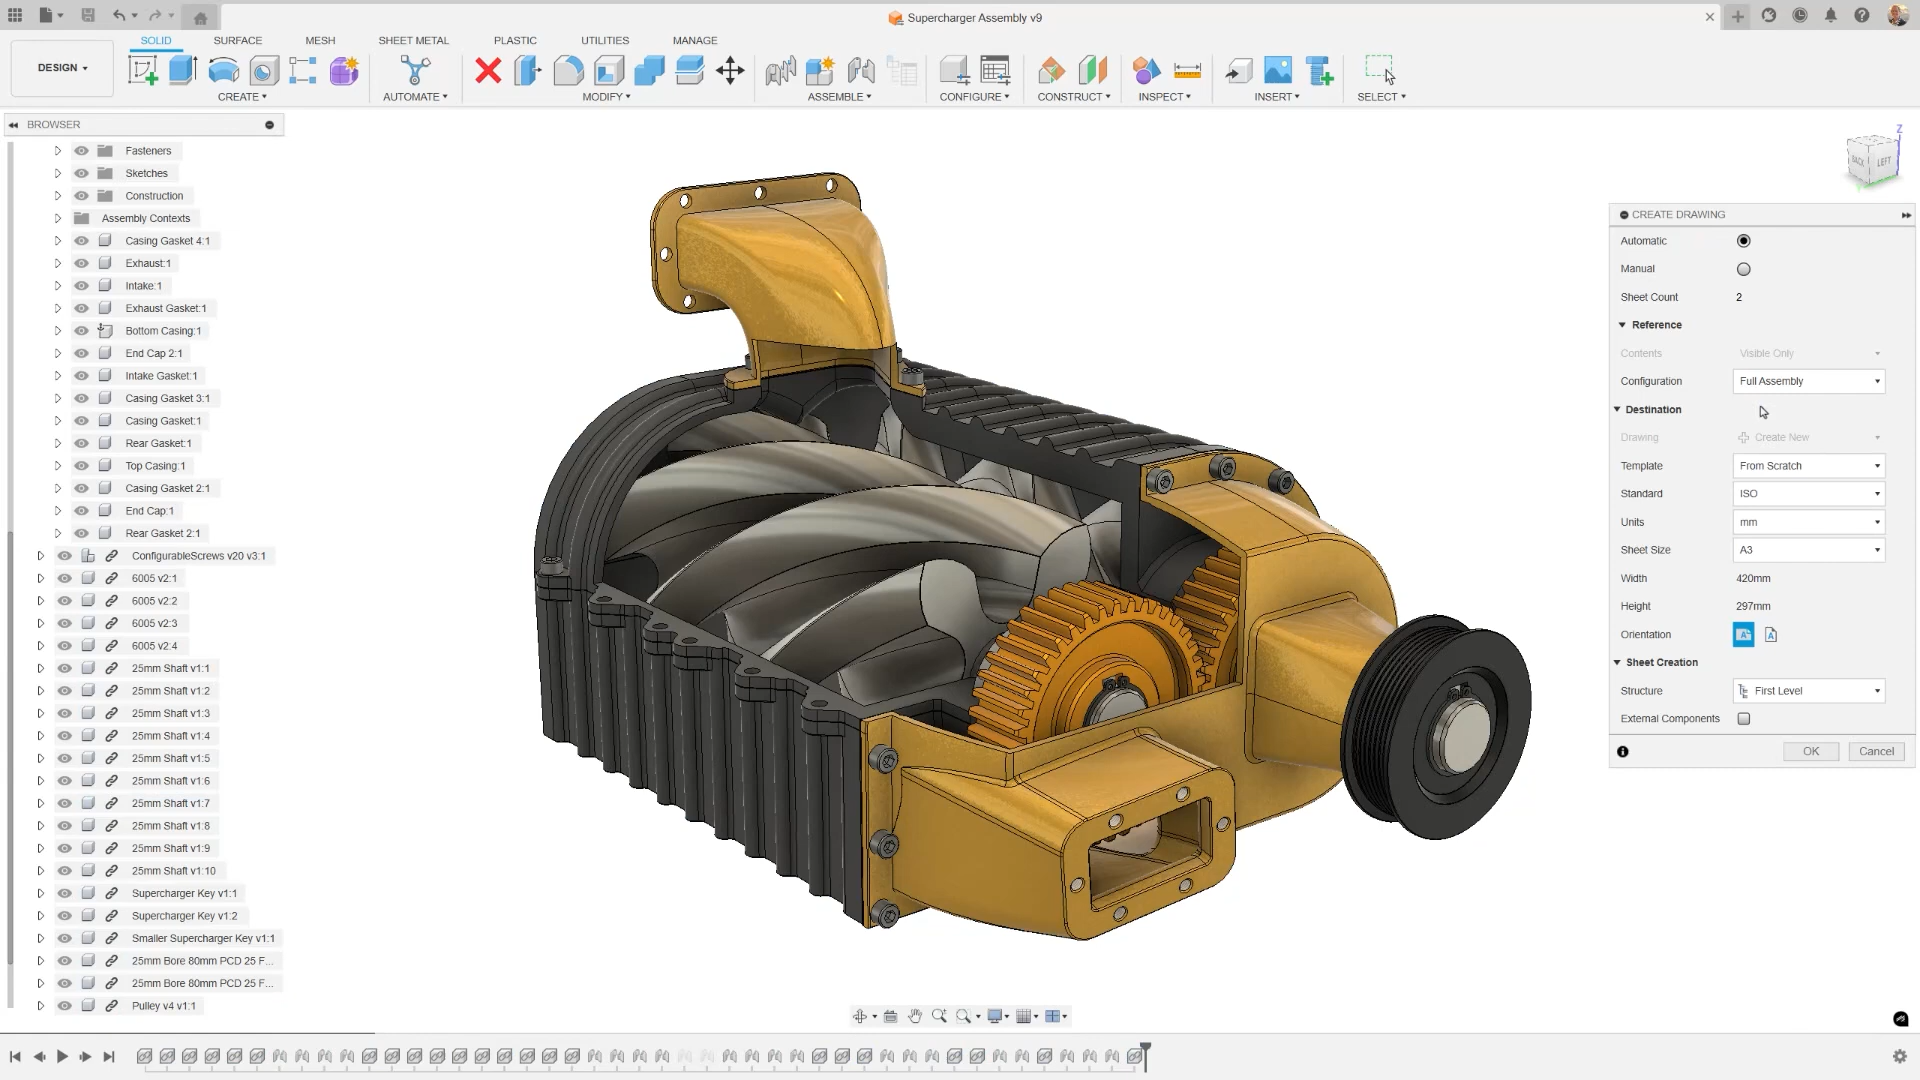 Supercharger Assembly v9
SOLID SURFACE MESH SHEET METAL PLASTIC UTILITIES MANAGE
DESIGN
CREATE AUTOMATE MODIFY ASSEMBLE CONFIGURE CONSTRUCT INSPECT INSERT SELECT
BROWSER
Fasteners
Sketches
Construction
Assembly Contexts
Casing Gasket 4:1
Exhaust:1
Intake:1
Exhaust Gasket:1
Bottom Casing:1
End Cap 2:1
Intake Gasket:1
Casing Gasket 3:1
Casing Gasket:1
Rear Gasket:1
Top Casing:1
Casing Gasket 2:1
End Cap:1
Rear Gasket 2:1
ConfigurableScrews v20 v3:1
6005 v2:1
6005 v2:2
6005 v2:3
6005 v2:4
25mm Shaft v1:1
25mm Shaft v1:2
25mm Shaft v1:3
25mm Shaft v1:4
25mm Shaft v1:5
25mm Shaft v1:6
25mm Shaft v1:7
25mm Shaft v1:8
25mm Shaft v1:9
25mm Shaft v1:10
Supercharger Key v1:1
Supercharger Key v1:2
Smaller Supercharger Key v1:1
25mm Bore 80mm PCD 25 F...
25mm Bore 80mm PCD 25 F...
Pulley v4 v1:1
Z
BACK LEFT
CREATE DRAWING
Automatic
Manual
Sheet Count 2
Reference
Contents Visible Only
Configuration Full Assembly
Destination
Drawing Create New
Template From Scratch
Standard ISO
Units mm
Sheet Size A3
Width 420mm
Height 297mm
Orientation A A
Sheet Creation
Structure First Level
External Components
OK Cancel